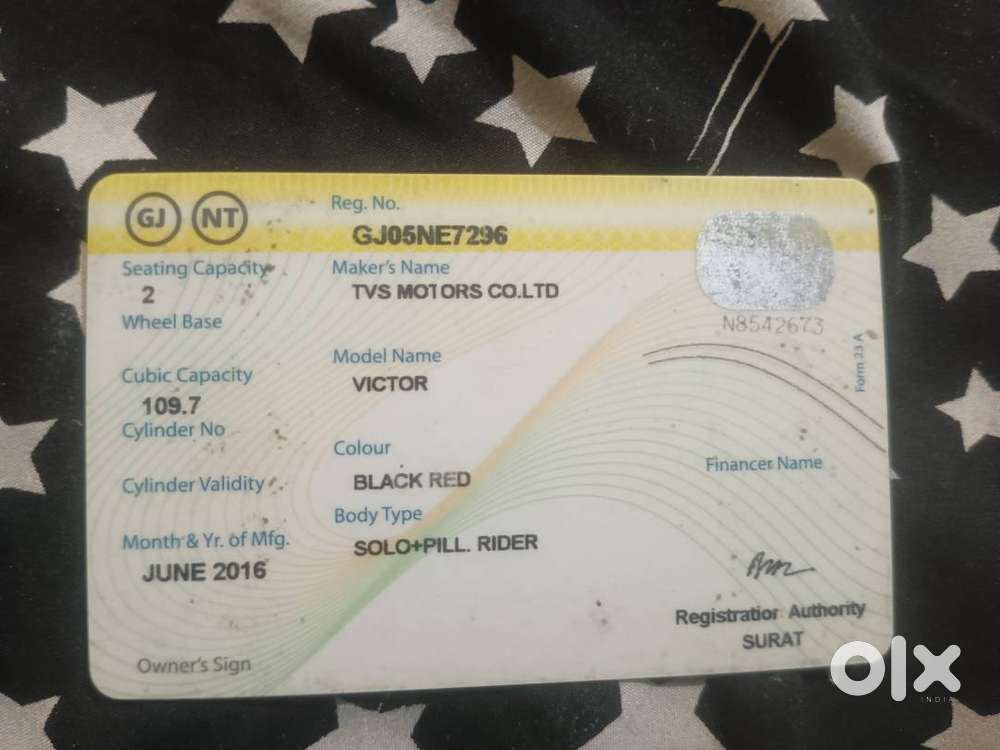 GJ NT
Reg. No.
GJ05NE7296
Seating Capacity
2
Maker's Name
TVS MOTORS CO.LTD
N8542673
Wheel Base
Model Name
VICTOR
Form 23 A
Cubic Capacity
109.7
Cylinder No
Colour
BLACK RED
Financer Name
Cylinder Validity
Body Type
SOLO+PILL. RIDER
Month & Yr. of Mfg.
JUNE 2016
Registration Authority
SURAT
Owner's Sign
olx
INDIA